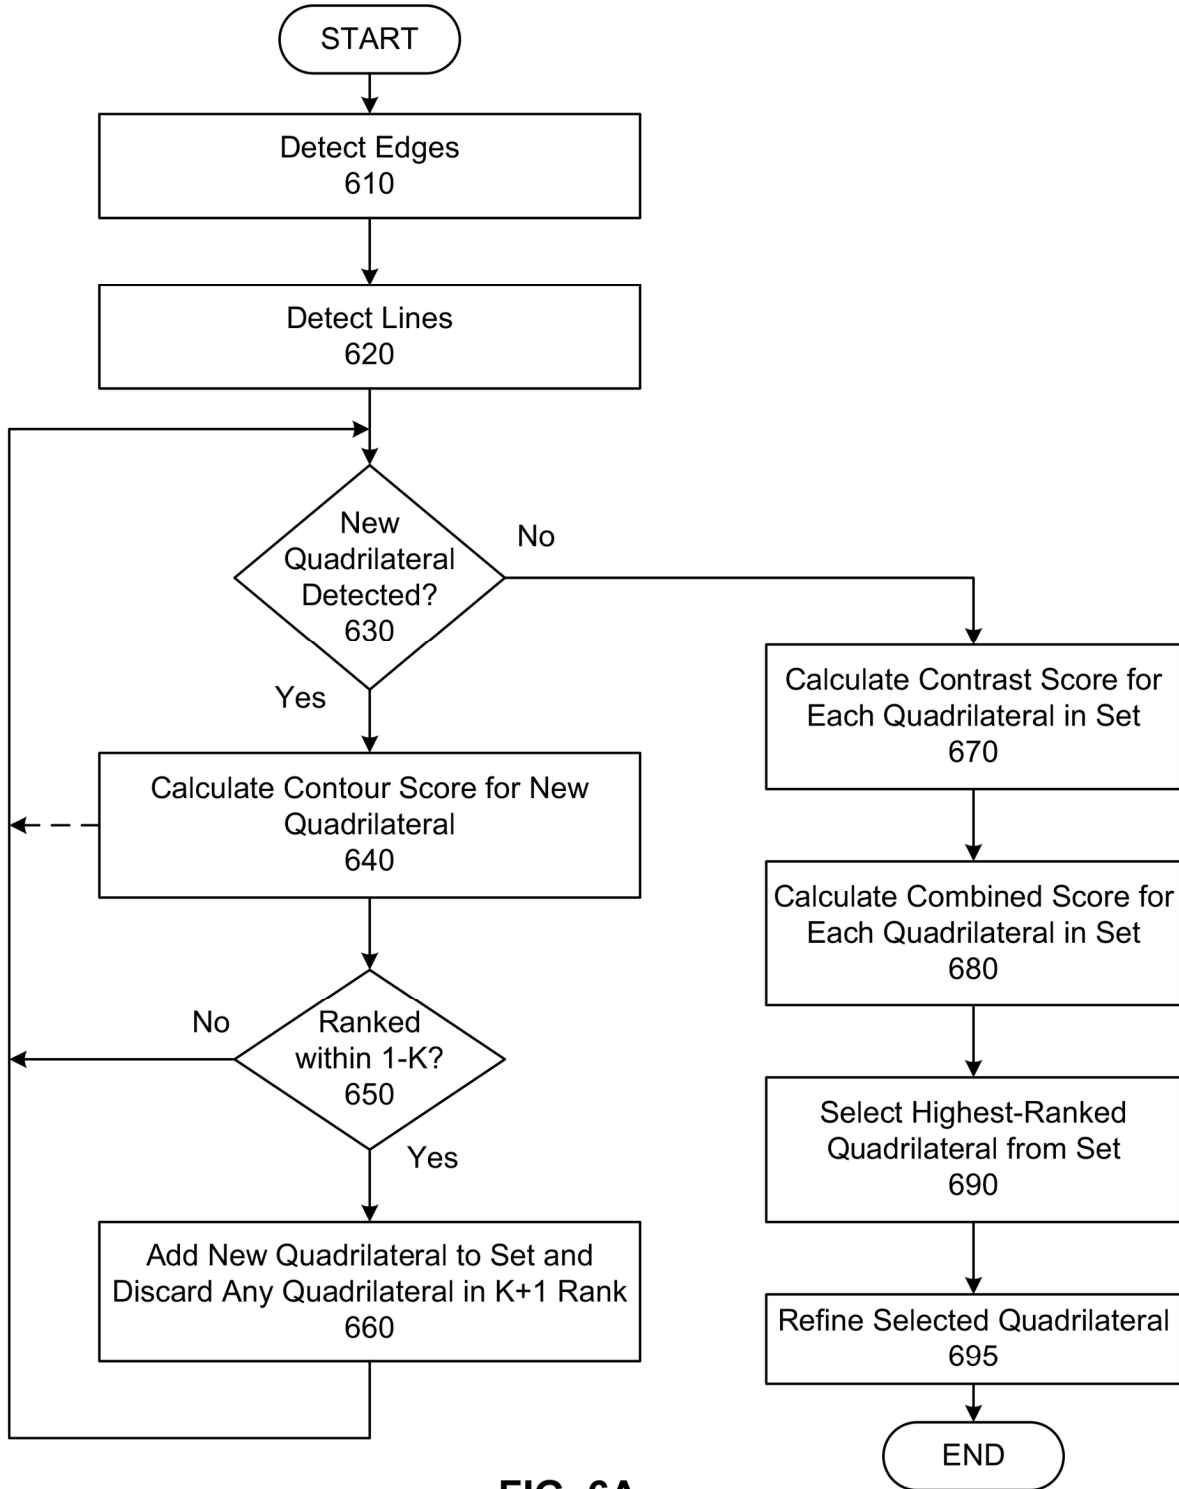 START
Detect Edges
610
Detect Lines
620
New
Quadrilateral
Detected?
630
No
Yes
Calculate Contour Score for New
Quadrilateral
640
Ranked
within 1-K?
650
No
Yes
Add New Quadrilateral to Set and
Discard Any Quadrilateral in K+1 Rank
660
Calculate Contrast Score for
Each Quadrilateral in Set
670
Calculate Combined Score for
Each Quadrilateral in Set
680
Select Highest-Ranked
Quadrilateral from Set
690
Refine Selected Quadrilateral
695
END
FIG. 6A